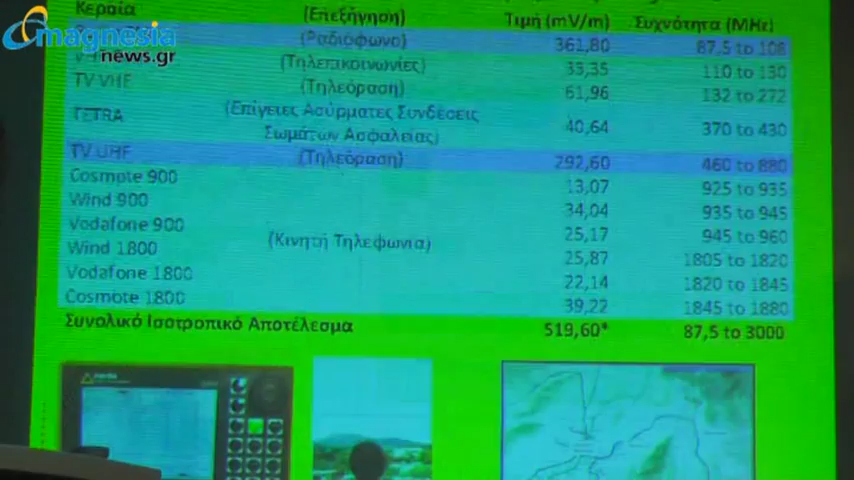 Κεραία (Επεξήγηση) Τιμή (mV/m) Συχνότητα (MHz)
magnesia
news.gr
(Ραδιόφωνο) 361,80 87,5 to 108
(Τηλεπικοινωνίες) 33,35 110 to 130
TV VHF (Τηλεόραση) 61,96 132 to 272
TETRA (Επίγειες Ασύρματες Συνδέσεις
Σωμάτων Ασφαλείας) 40,64 370 to 430
TV UHF (Τηλεόραση) 292,60 460 to 880
Cosmote 900 13,07 925 to 935
Wind 900 34,04 935 to 945
Vodafone 900 25,17 945 to 960
(Κινητή Τηλεφωνια)
Wind 1800 25,87 1805 to 1820
Vodafone 1800 22,14 1820 to 1845
Cosmote 1800 39,22 1845 to 1880
Συνολικό Ισοτροπικό Αποτέλεσμα 519,60* 87,5 to 3000